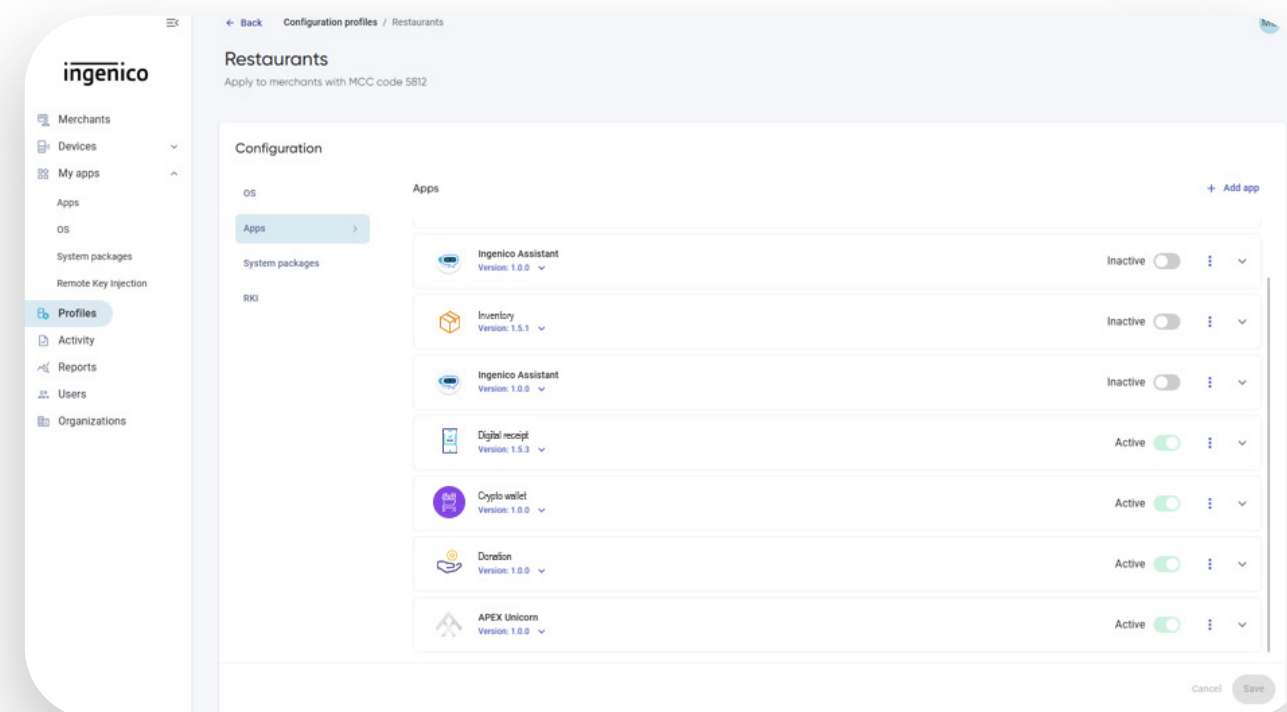 ← Back Configuration profiles / Restaurants
ingenico
Restaurants
Apply to merchants with MCC code 5812
Merchants
Devices
My apps
Apps
OS
System packages
Remote Key Injection
Profiles
Activity
Reports
Users
Organizations
Configuration
OS
Apps
System packages
RKI
Apps
+ Add app
Ingenico Assistant
Version: 1.0.0
Inactive
Inventory
Version: 1.5.1
Inactive
Ingenico Assistant
Version: 1.0.0
Inactive
Digital receipt
Version: 1.5.3
Active
Crypto wallet
Version: 1.0.0
Active
Donation
Version: 1.0.0
Active
APEX Unicorn
Version: 1.0.0
Active
Cancel
Save